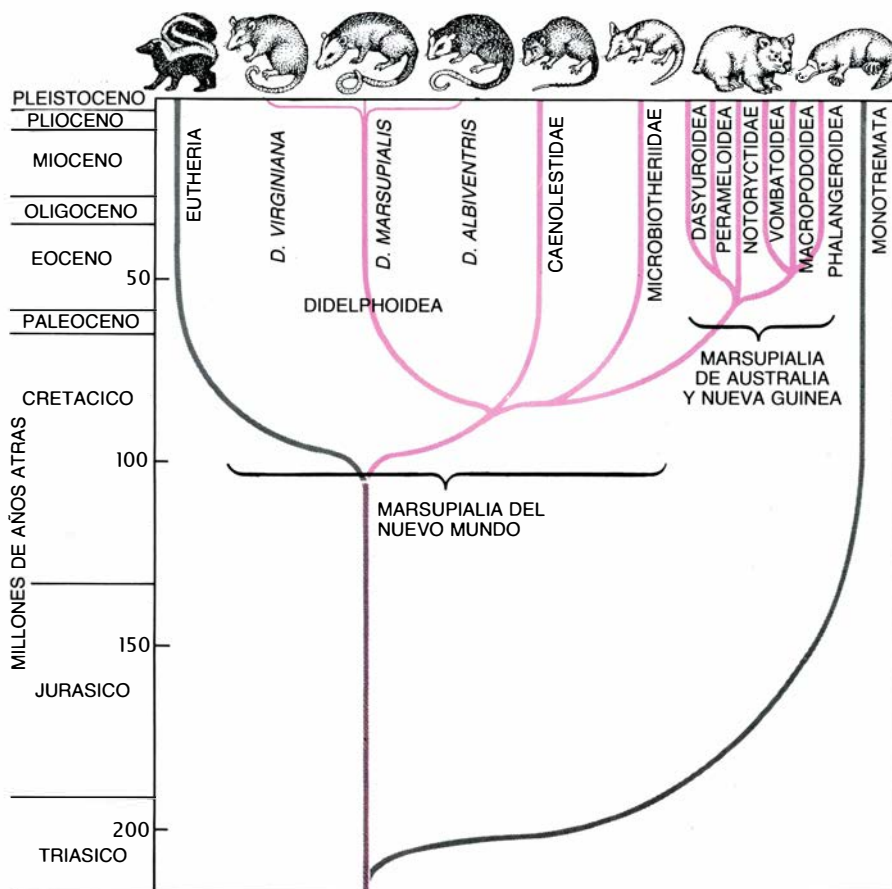 PLEISTOCENO
PLIOCENO
MIOCENO
OLIGOCENO
EOCENO
PALEOCENO
CRETACICO
JURASICO
TRIASICO
MILLONES DE AÑOS ATRAS
50
100
150
200
EUTHERIA
D. VIRGINIANA
D. MARSUPIALIS
D. ALBIVENTRIS
DIDELPHOIDEA
CAENOLESTIDAE
MICROBIOTHERIIDAE
DASYUROIDEA
PERAMELOIDEA
NOTORYCTIDAE
VOMBATOIDEA
MACROPODOIDEA
PHALANGEROIDEA
MONOTREMATA
MARSUPIALIA
DE AUSTRALIA
Y NUEVA GUINEA
MARSUPIALIA DEL
NUEVO MUNDO